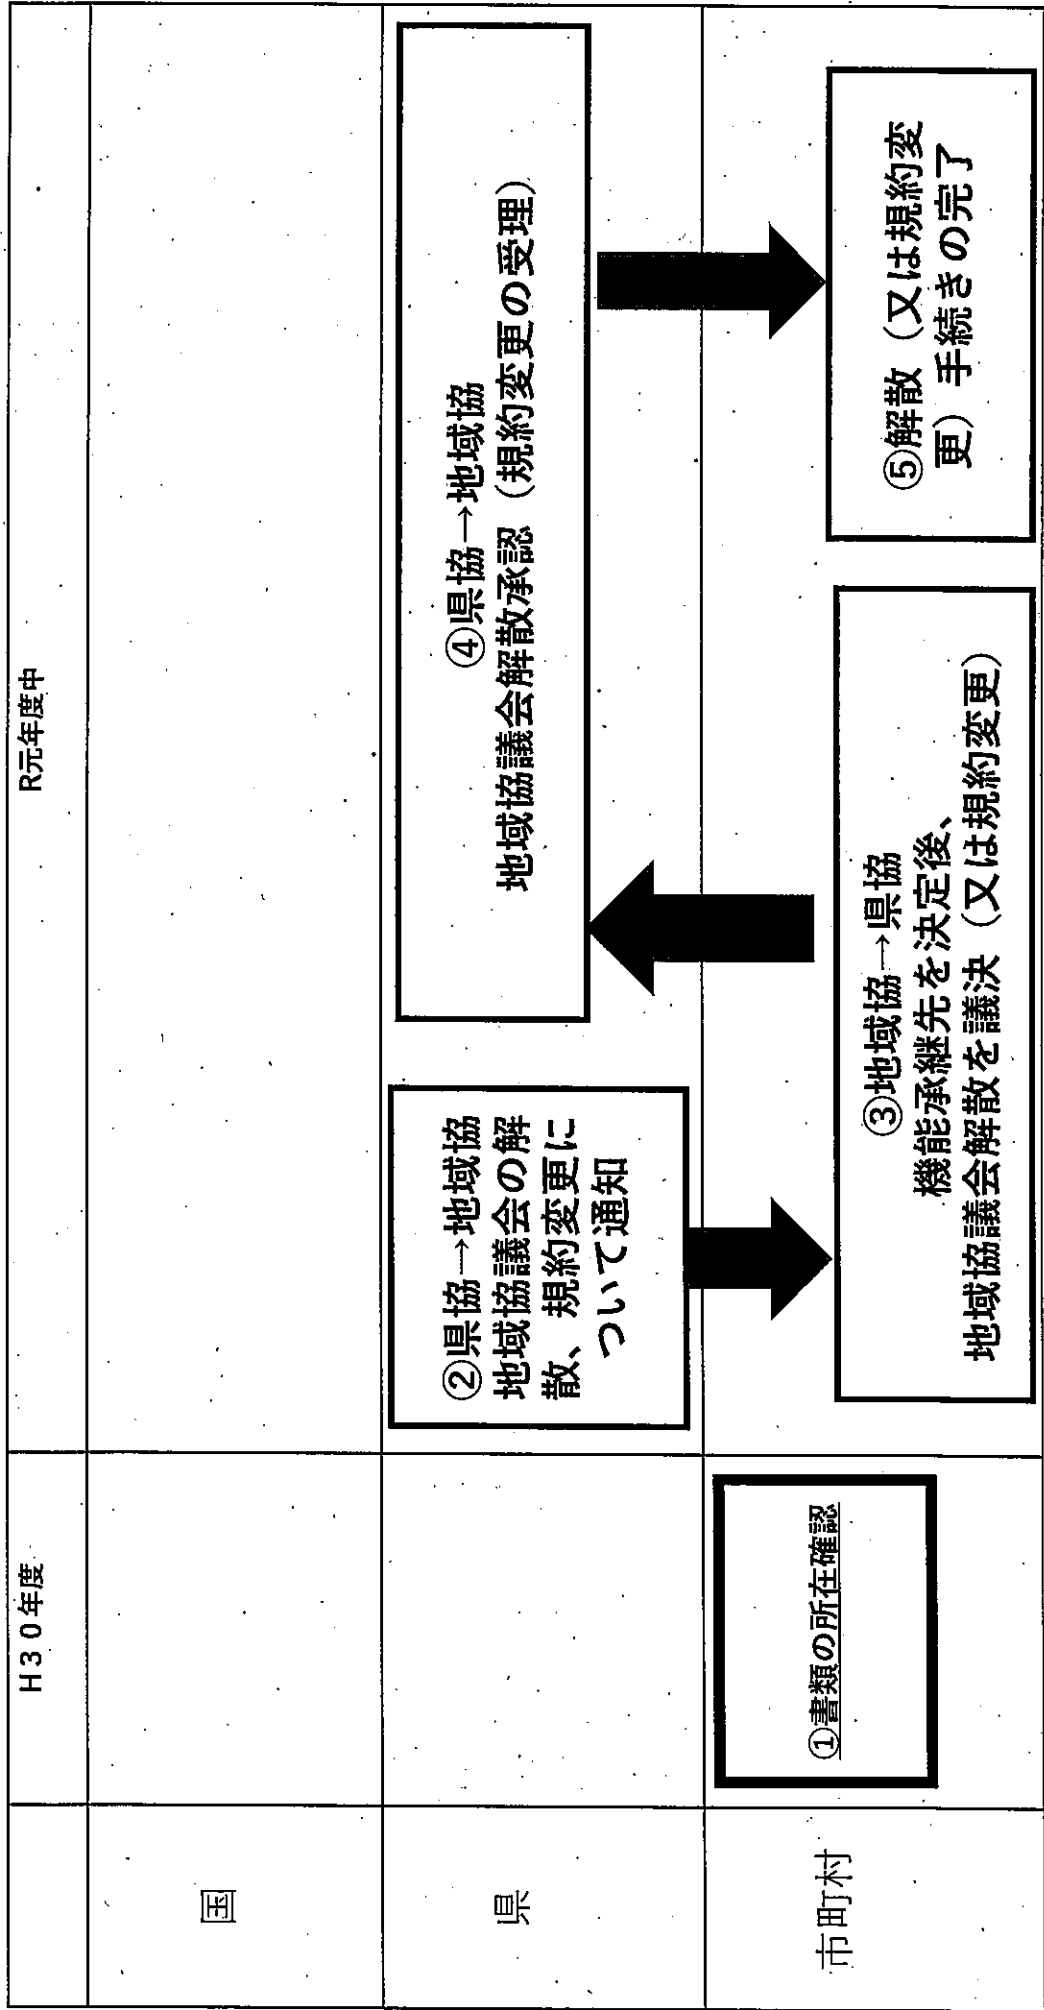 H30年度
R元年度中
国
県
②県協→地域協
地域協議会の解
散、規約変更に
ついて通知
④県協→地域協
地域協議会解散承認（規約変更の受理）
市町村
①書類の所在確認
③地域協→県協
機能承継先を決定後、
地域協議会解散を議決（又は規約変更）
⑤解散（又は規約変
更）手続きの完了